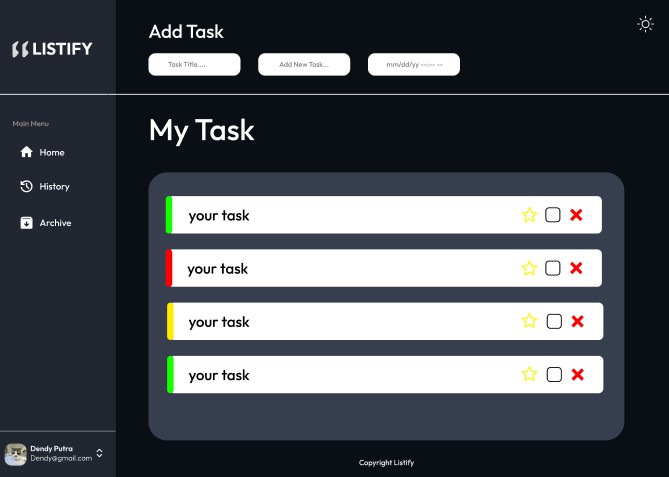 LISTIFY
Main Menu
Home
History
Archive
Dendy Putra
Dendy@gmail.com
Add Task
Task Title....
Add New Task...
mm/dd/yy --:-- --
My Task
your task
your task
your task
your task
Copyright Listify